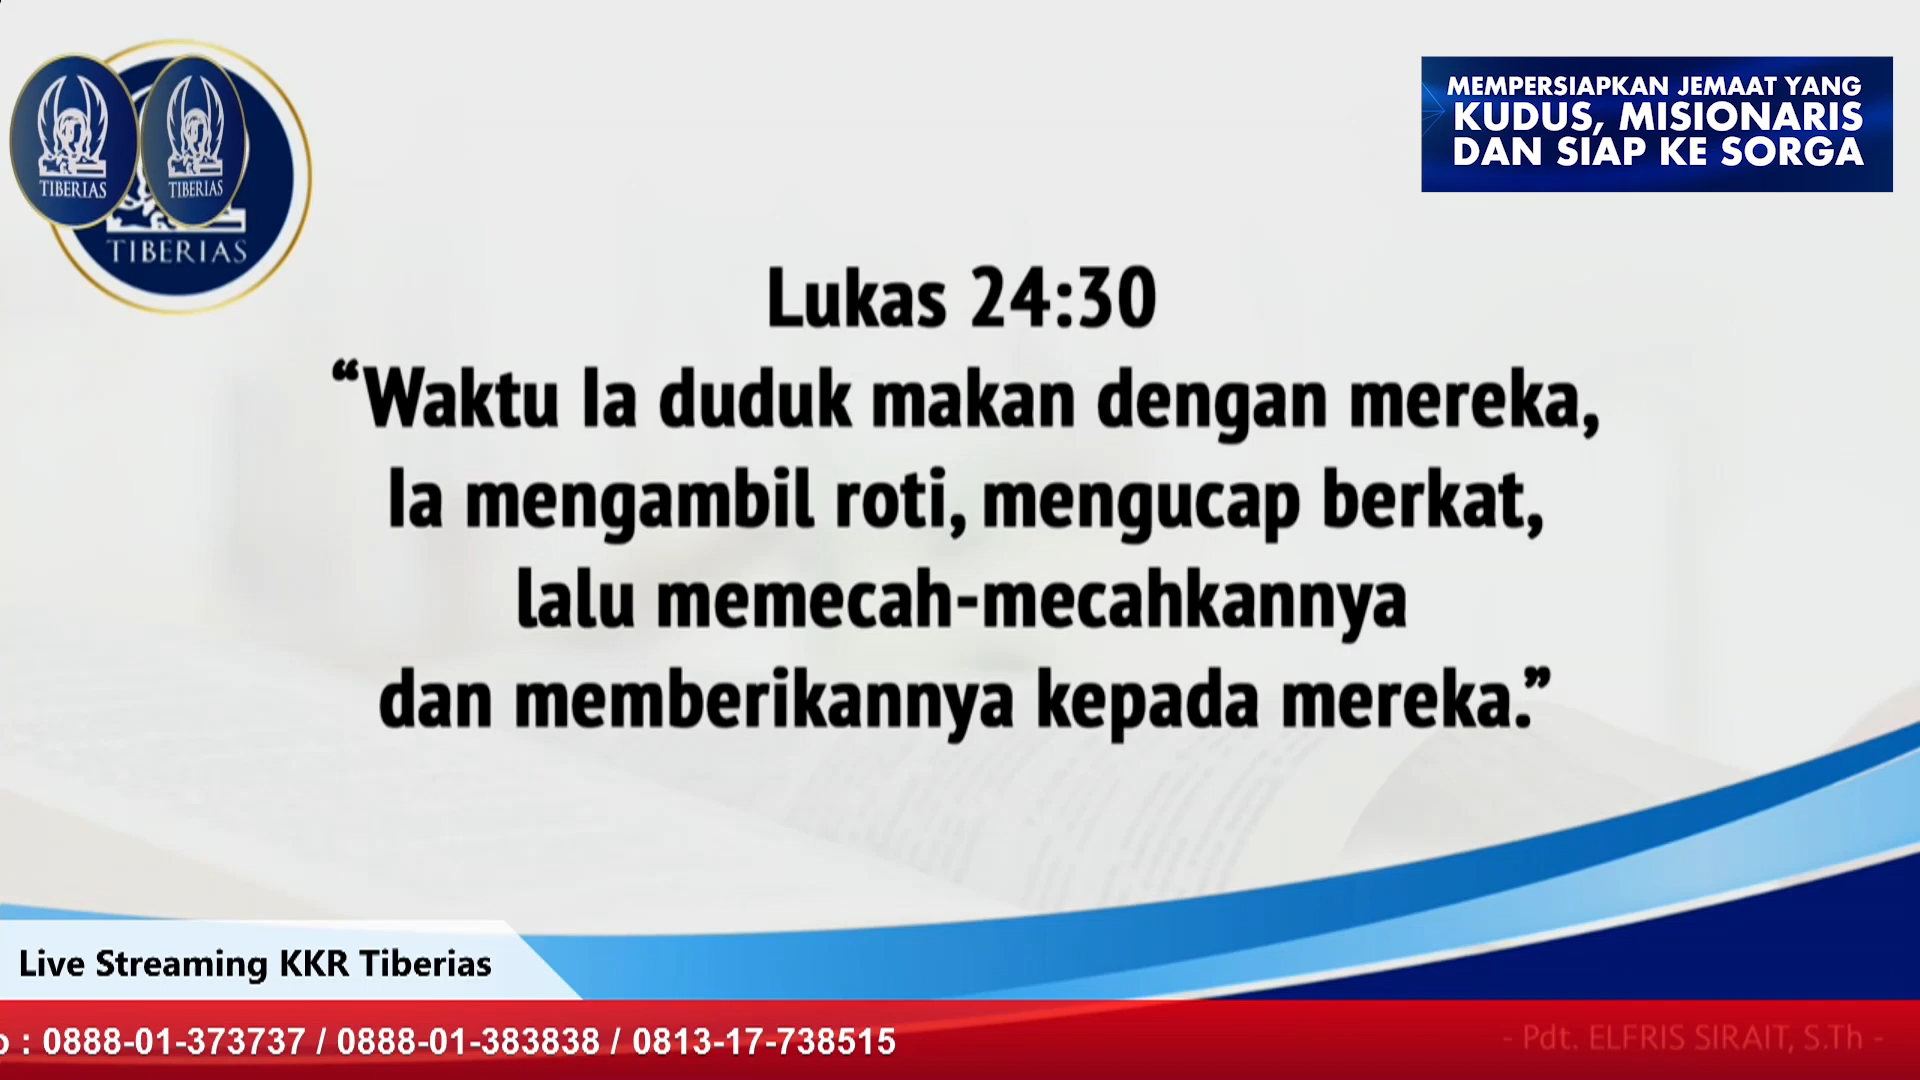 TIBERIAS
TIBERIAS
TIBERIAS
MEMPERSIAPKAN JEMAAT YANG
KUDUS, MISIONARIS
DAN SIAP KE SORGA
Lukas 24:30
“Waktu Ia duduk makan dengan mereka,
Ia mengambil roti, mengucap berkat,
lalu memecah-mecahkannya
dan memberikannya kepada mereka.”
Live Streaming KKR Tiberias
: 0888-01-373737 / 0888-01-383838 / 0813-17-738515
- Pdt. ELFRIS SIRAIT, S.Th -